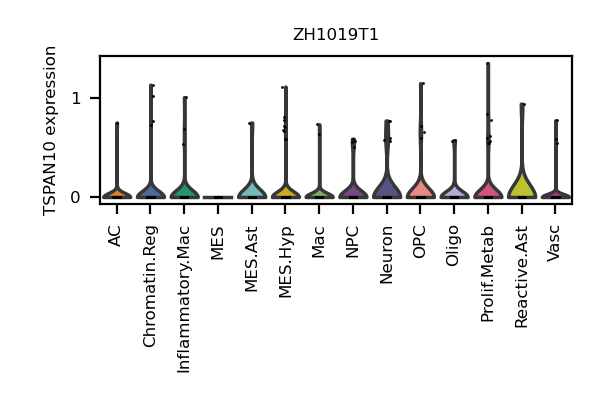 ZH1019T1
TSPAN10 expression
1
0
AC
Chromatin.Reg
Inflammatory.Mac
MES
MES.Ast
MES.Hyp
Mac
NPC
Neuron
OPC
Oligo
Prolif.Metab
Reactive.Ast
Vasc